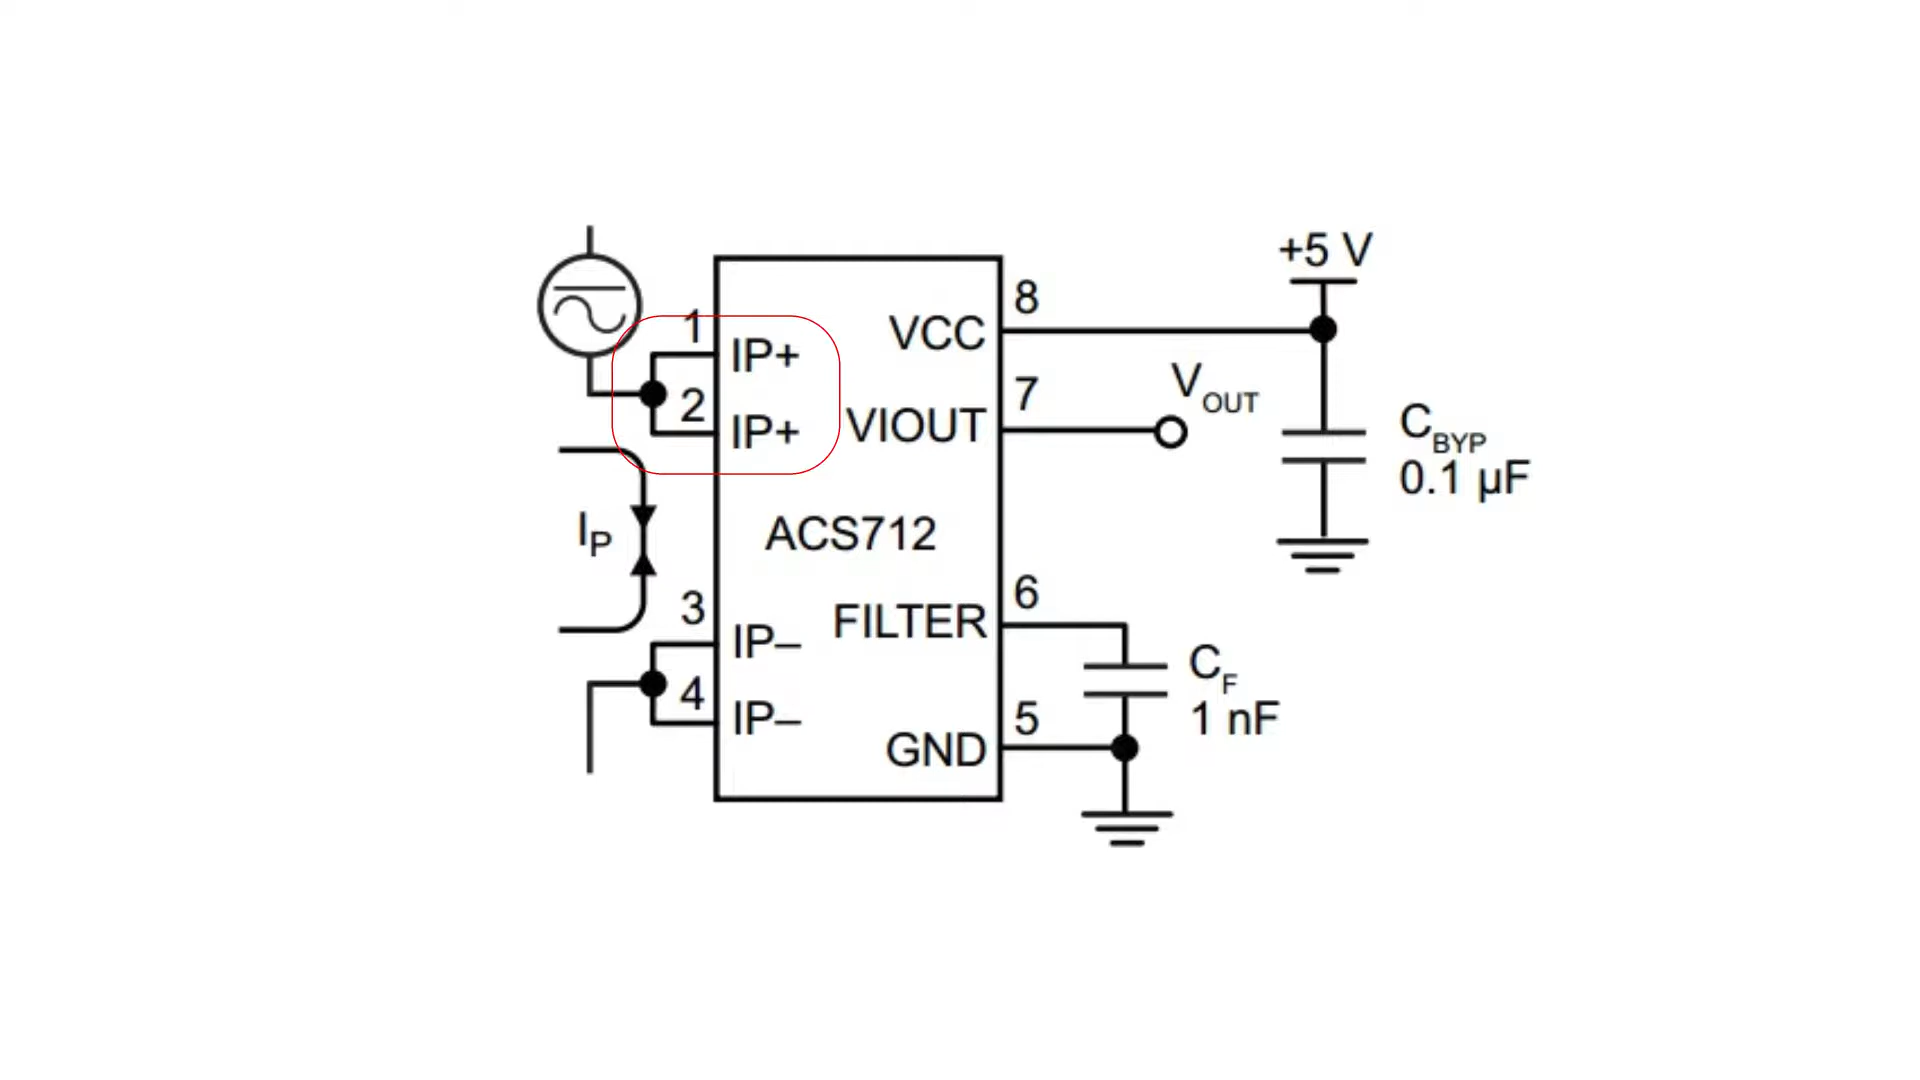 +5 V
1
IP+
2
IP+
8
VCC
7
VIOUT
VOUT
CBYP
0.1 µF
IP
ACS712
3
IP–
4
IP–
6
FILTER
5
GND
CF
1 nF